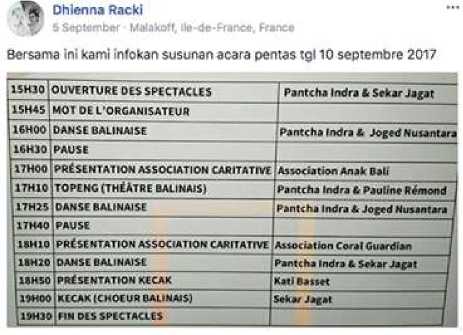 Dhienna Racki
5 September · Malakoff, Ile-de-France, France
Bersama ini kami infokan susunan acara pentas tgl 10 septembre 2017
15H30 OUVERTURE DES SPECTACLES Pantcha Indra & Sekar Jagat
15H45 MOT DE L'ORGANISATEUR
16H00 DANSE BALINAISE Pantcha Indra & Joged Nusantara
16H30 PAUSE
17H00 PRÉSENTATION ASSOCIATION CARITATIVE Association Anak Bali
17H10 TOPENG (THÉÂTRE BALINAIS) Pantcha Indra & Pauline Rémond
17H25 DANSE BALINAISE Pantcha Indra & Joged Nusantara
17H40 PAUSE
18H10 PRÉSENTATION ASSOCIATION CARITATIVE Association Coral Guardian
18H20 DANSE BALINAISE Pantcha Indra & Sekar Jagat
18H50 PRÉSENTATION KECAK Kati Basset
19H00 KECAK (CHOEUR BALINAIS) Sekar Jagat
19H30 FIN DES SPECTACLES